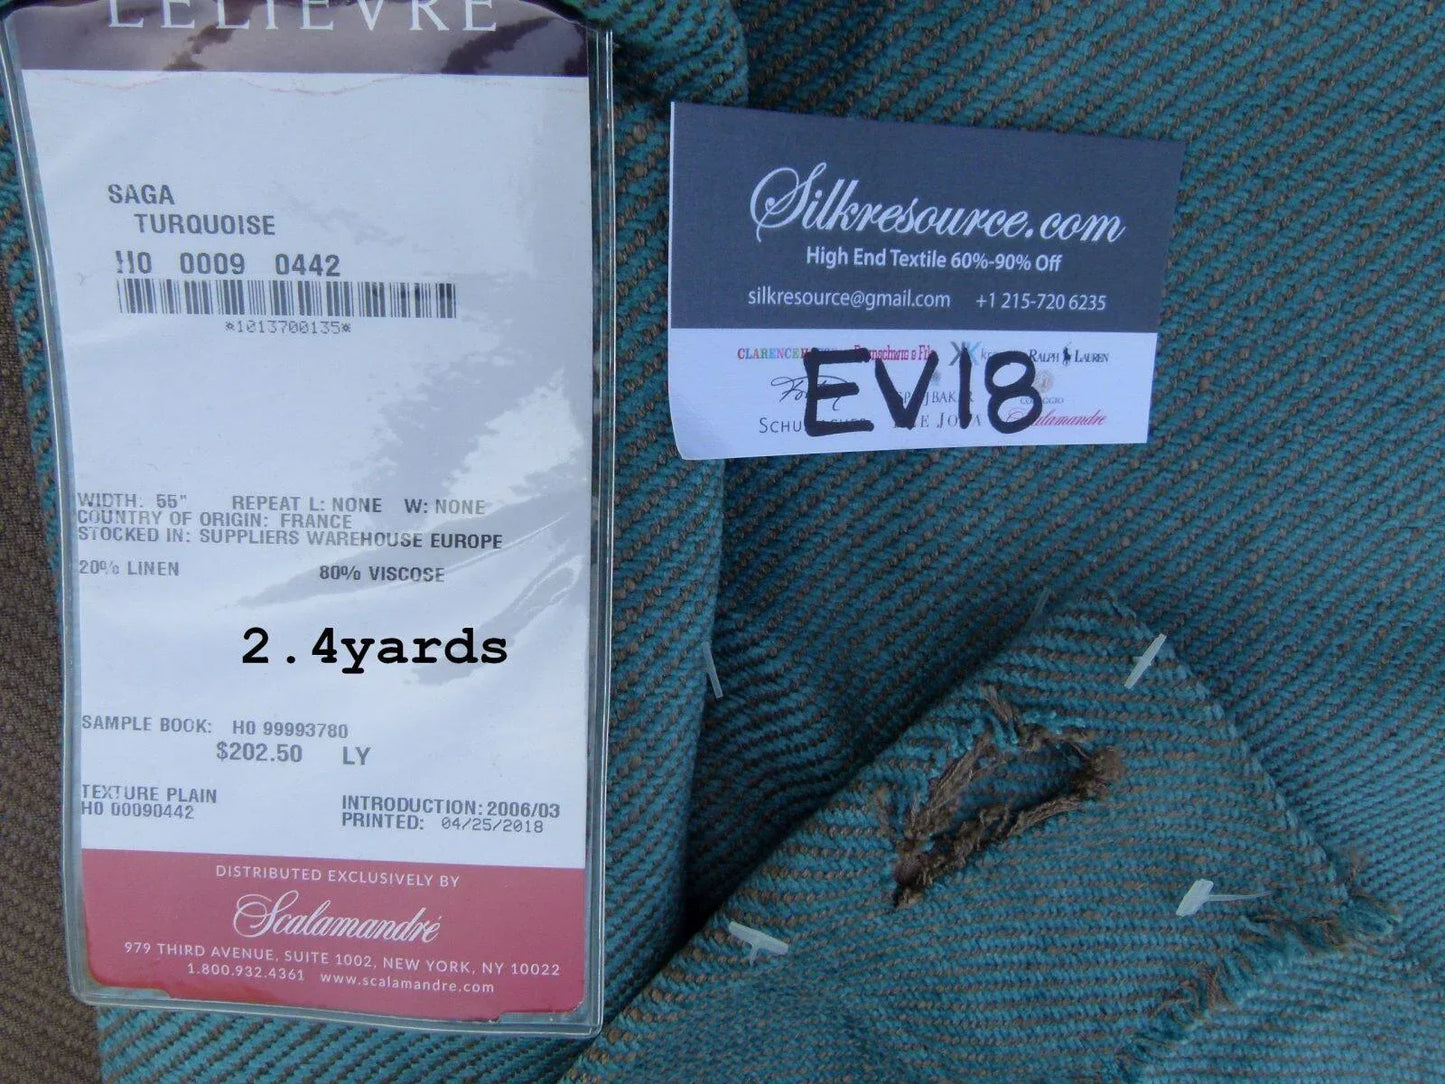 LELIEVRE
SAGA
TURQUOISE
H0 0009 0442
*1013700135*
WIDTH: 55" REPEAT L: NONE W: NONE
COUNTRY OF ORIGIN: FRANCE
STOCKED IN: SUPPLIERS WAREHOUSE EUROPE
20% LINEN 80% VISCOSE
2.4yards
SAMPLE BOOK: H0 99993780
$202.50 LY
TEXTURE PLAIN
H0 00090442
INTRODUCTION: 2006/03
PRINTED: 04/25/2018
DISTRIBUTED EXCLUSIVELY BY
Scalamandré
979 THIRD AVENUE, SUITE 1002, NEW YORK, NY 10022
1.800.932.4361 www.scalamandre.com
Silkresource.com
High End Textile 60%-90% Off
silkresource@gmail.com +1 215-720 6235
RALPH LAUREN
EV18
Scalamandre